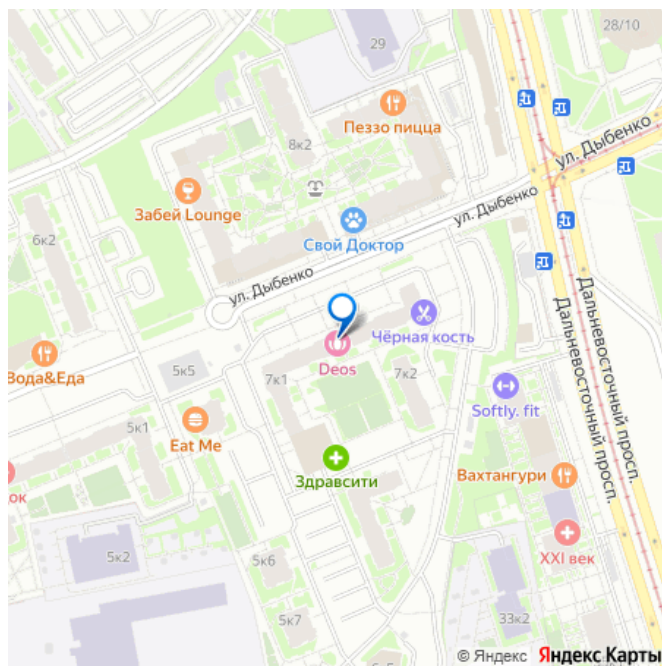 28/10
29
Пеззо пицца
ул. Дыбенко
8к2
ул. Дыбенко
Забей Lounge
Свой Доктор
6к2
ул. Дыбенко
Дальневосточный просп.
Дальневосточный просп.
Чёрная кость
Вода&Еда
5к5
Deos
7к1
7к2
Softly. fit
5к1
Eat Me
Здравсити
Вахтангури
ок
5к2
5к6
XXI век
5к7
33к2
© Яндекс Яндекс Карты